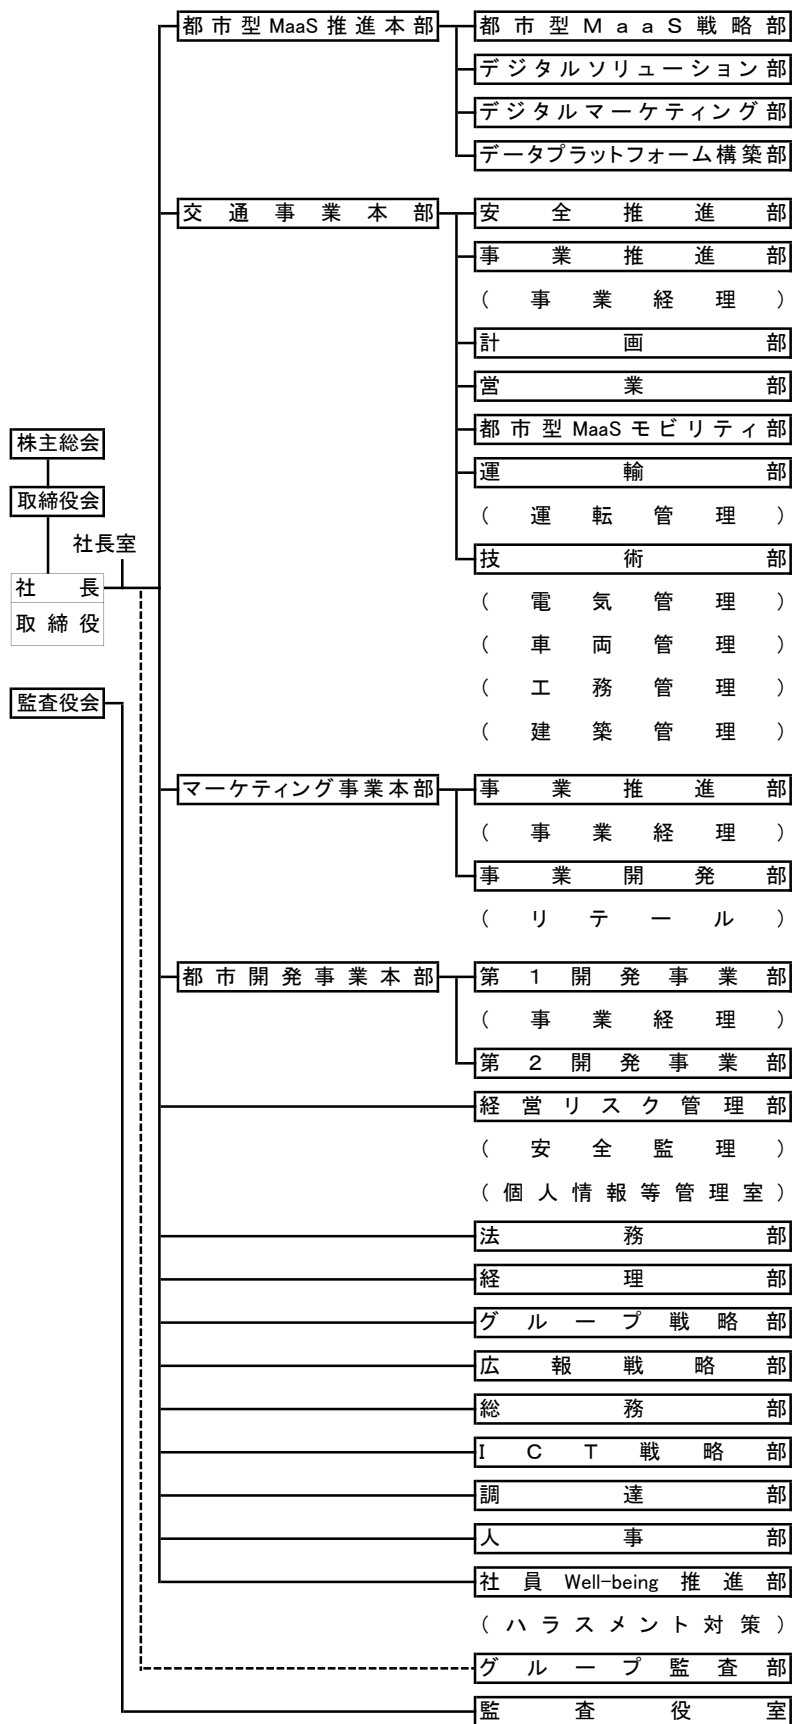 都市型MaaS推進本部 都市型MaaS戦略部
デジタルソリューション部
デジタルマーケティング部
データプラットフォーム構築部
交通事業本部 安全推進部
事業推進部
(事業経理)
計画部
営業部
株主総会 都市型MaaSモビリティ部
運輸部
取締役会 (運転管理)
社長室
技術部
社長
取締役 (電気管理)
(車両管理)
(工務管理)
監査役会
(建築管理)
マーケティング事業本部 事業推進部
(事業経理)
事業開発部
(リテール)
都市開発事業本部 第1開発事業部
(事業経理)
第2開発事業部
経営リスク管理部
(安全監理)
(個人情報等管理室)
法務部
経理部
グループ戦略部
広報戦略部
総務部
ICT戦略部
調達部
人事部
社員Well-being推進部
(ハラスメント対策)
グループ監査部
監査役室